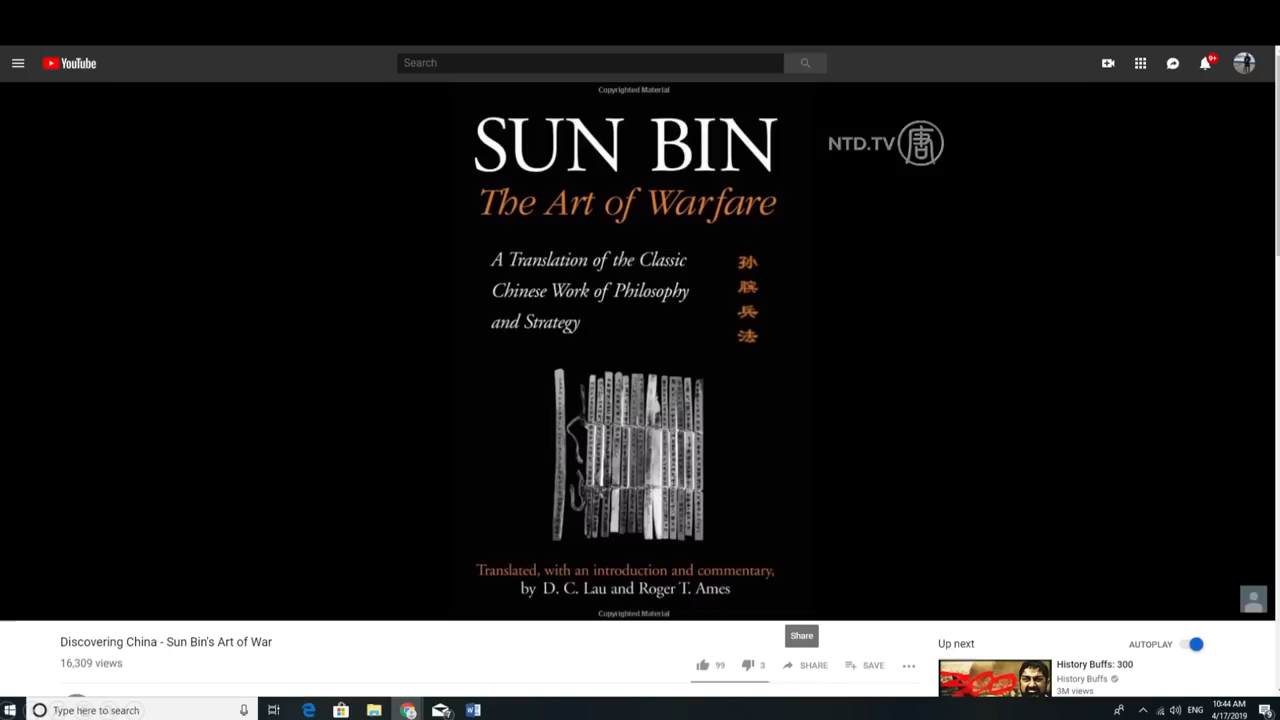 YouTube
Search
9+
Copyrighted Material
SUN BIN
The Art of Warfare
NTD.TV
唐
A Translation of the Classic
Chinese Work of Philosophy
and Strategy
孙
膑
兵
法
Translated, with an introduction and commentary,
by D. C. Lau and Roger T. Ames
Copyrighted Material
Share
Discovering China - Sun Bin's Art of War
16,309 views
99
3
SHARE
SAVE
Up next
AUTOPLAY
History Buffs: 300
History Buffs
3M views
Type here to search
ENG
10:44 AM
4/17/2019